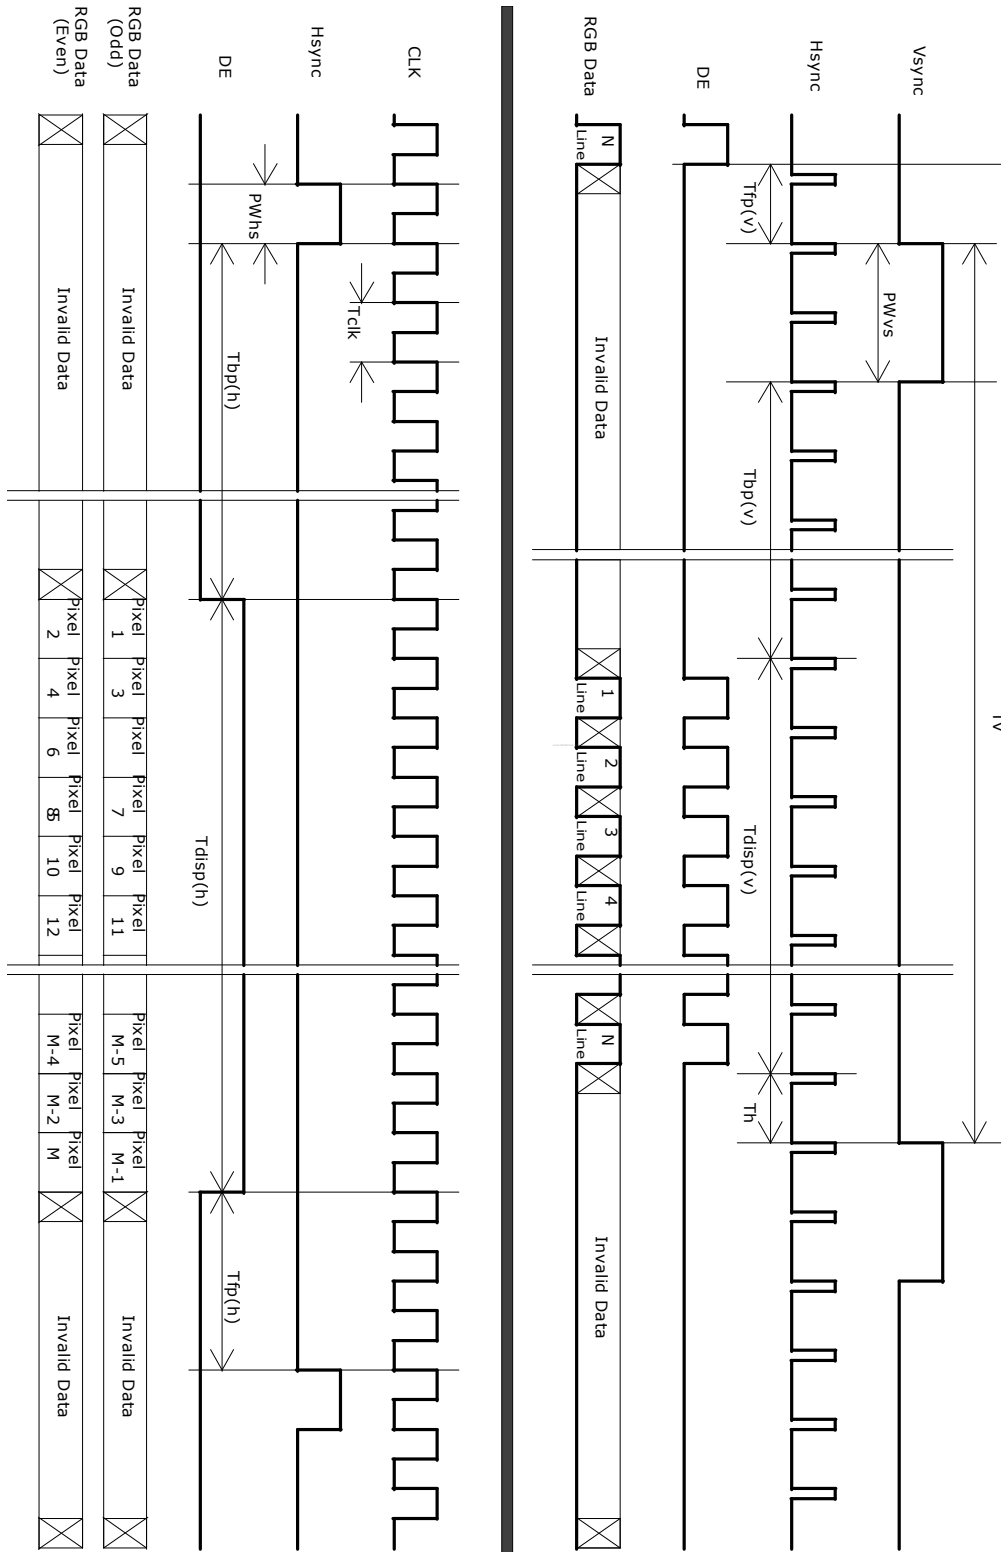 Vsync
Tv
PWvs
Hsync
Tfp(v)
Tbp(v)
Tdisp(v)
Th
DE
RGB Data
Line N
Invalid Data
Line 1
Line 2
Line 3
Line 4
Line N
Invalid Data
CLK
Tclk
Hsync
PWhs
DE
Tbp(h)
Tdisp(h)
Tfp(h)
RGB Data
(Odd)
Invalid Data
Pixel Pixel Pixel Pixel Pixel Pixel
1 3 7 9 11
Pixel Pixel Pixel
M-5 M-3 M-1
Invalid Data
RGB Data
(Even)
Invalid Data
Pixel Pixel Pixel Pixel Pixel Pixel
2 4 6 8 10 12
Pixel Pixel Pixel
M-4 M-2 M
Invalid Data